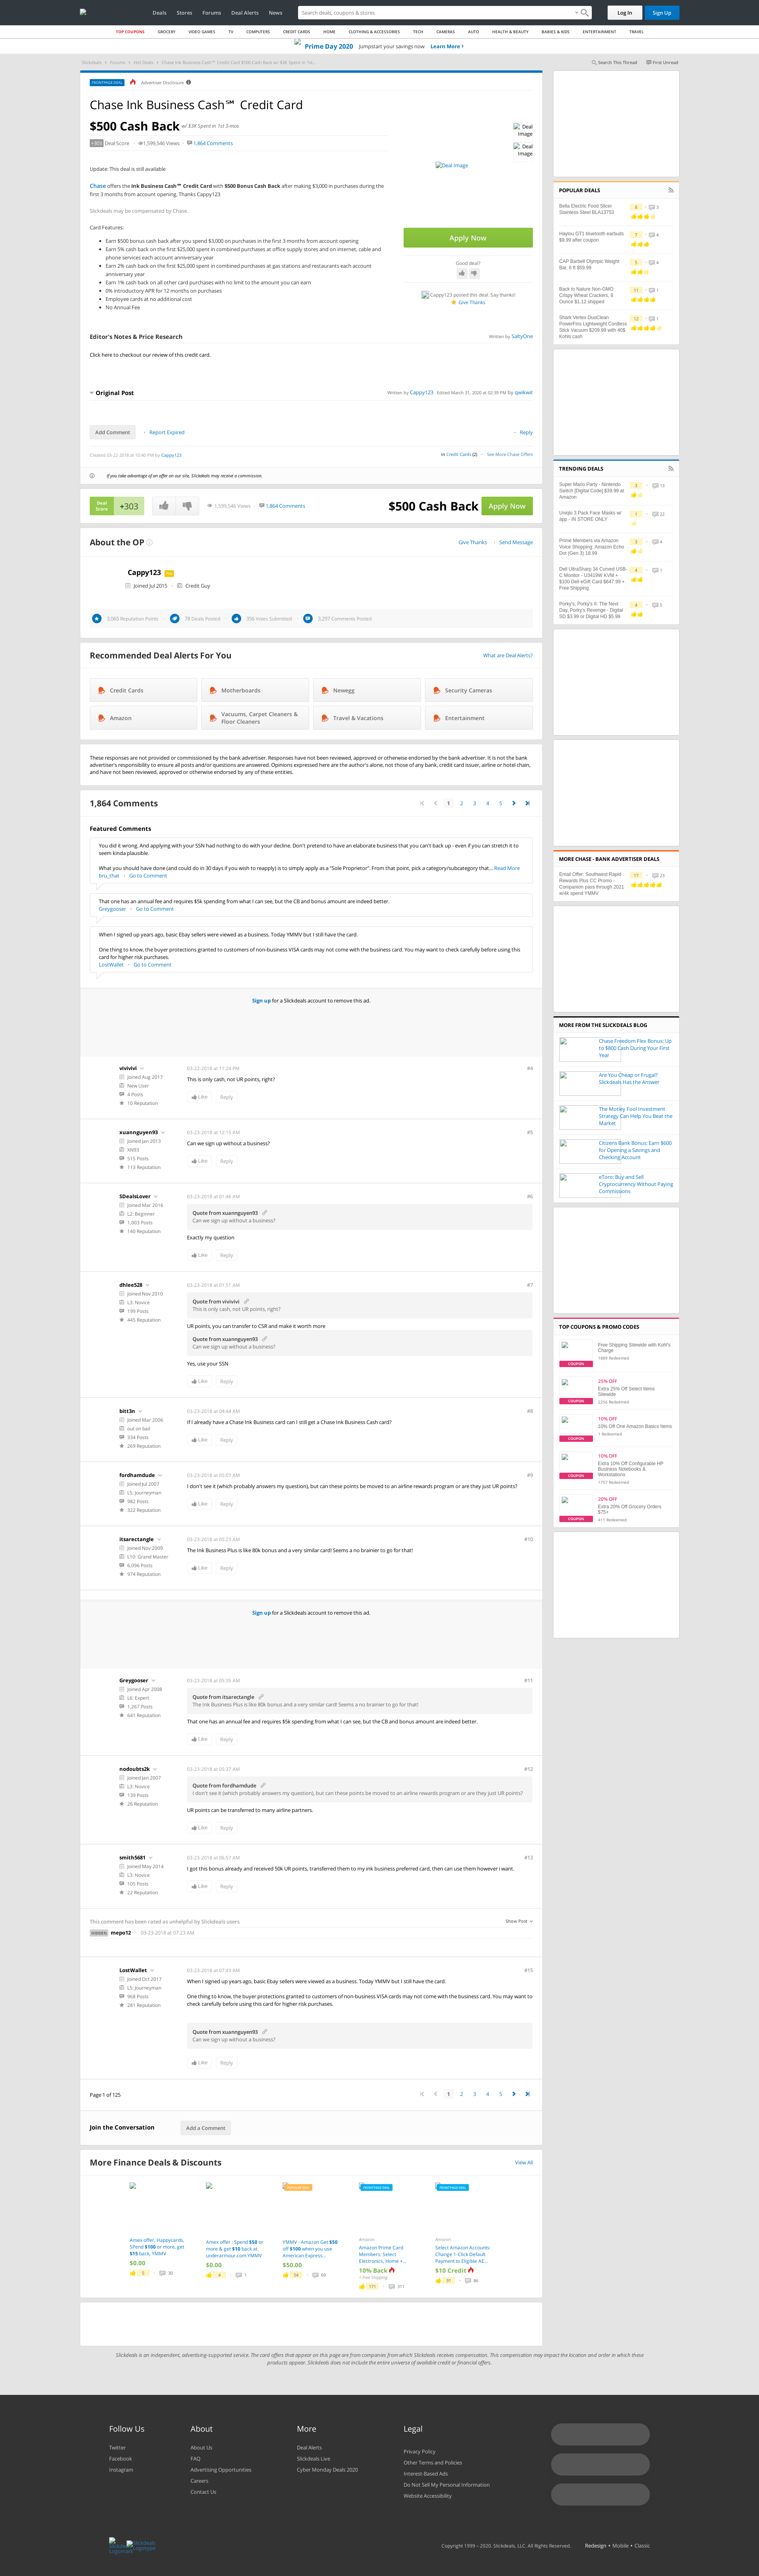 Deals Stores Forums Deal Alerts News
Search deals, coupons & stores
Log In
Sign Up
TOP COUPONS GROCERY VIDEO GAMES TV COMPUTERS CREDIT CARDS HOME CLOTHING & ACCESSORIES TECH CAMERAS AUTO HEALTH & BEAUTY BABIES & KIDS ENTERTAINMENT TRAVEL
Prime Day 2020 Jumpstart your savings now Learn More
Slickdeals Forums Hot Deals Chase Ink Business Cash℠ Credit Card $500 Cash Back w/ $3K Spend in 1st...
Search This Thread First Unread
FRONTPAGE DEAL Advertiser Disclosure
Chase Ink Business Cash℠ Credit Card
$500 Cash Back w/ $3K Spend in 1st 3-mos
+303 Deal Score 1,599,546 Views 1,864 Comments
Update: This deal is still available
Chase offers the Ink Business Cash℠ Credit Card with $500 Bonus Cash Back after making $3,000 in purchases during the
first 3 months from account opening. Thanks Cappy123
Slickdeals may be compensated by Chase.
Card Features:
Earn $500 bonus cash back after you spend $3,000 on purchases in the first 3 months from account opening
Earn 5% cash back on the first $25,000 spent in combined purchases at office supply stores and on internet, cable and
phone services each account anniversary year
Earn 2% cash back on the first $25,000 spent in combined purchases at gas stations and restaurants each account
anniversary year
Earn 1% cash back on all other card purchases with no limit to the amount you can earn
0% introductory APR for 12 months on purchases
Employee cards at no additional cost
No Annual Fee
Deal Image
Deal Image
Deal Image
Apply Now
Good deal?
Cappy123 posted this deal. Say thanks!
Give Thanks
Editor's Notes & Price Research Written by SaltyOne
Click here to checkout our review of this credit card.
Original Post Written by Cappy123 Edited March 31, 2020 at 02:39 PM by qwikwit
Add Comment Report Expired Reply
Created 03-22-2018 at 10:40 PM by Cappy123
in Credit Cards (2) See More Chase Offers
If you take advantage of an offer on our site, Slickdeals may receive a commission.
Deal Score +303 1,599,546 Views 1,864 Comments $500 Cash Back Apply Now
About the OP Give Thanks Send Message
Cappy123
Joined Jul 2015 Credit Guy
3,003 Reputation Points 78 Deals Posted 356 Votes Submitted 3,297 Comments Posted
Recommended Deal Alerts For You What are Deal Alerts?
Credit Cards Motherboards Newegg Security Cameras
Amazon Vacuums, Carpet Cleaners & Floor Cleaners Travel & Vacations Entertainment
These responses are not provided or commissioned by the bank advertiser. Responses have not been reviewed, approved or otherwise endorsed by the bank advertiser. It is not the bank
advertiser's responsibility to ensure all posts and/or questions are answered. Opinions expressed here are the author's alone, not those of any bank, credit card issuer, airline or hotel chain,
and have not been reviewed, approved or otherwise endorsed by any of these entities.
1,864 Comments 1 2 3 4 5
Featured Comments
You did it wrong. And applying with your SSN had nothing to do with your decline. Don't pretend to have an elaborate business that you can't back up - even if you can stretch it to
seem kinda plausible.
What you should have done (and could do in 30 days if you wish to reapply) is to simply apply as a "Sole Proprietor". From that point, pick a category/subcategory that... Read More
bru_that Go to Comment
That one has an annual fee and requires $5k spending from what I can see, but the CB and bonus amount are indeed better.
Greygooser Go to Comment
When I signed up years ago, basic Ebay sellers were viewed as a business. Today YMMV but I still have the card.
One thing to know, the buyer protections granted to customers of non-business VISA cards may not come with the business card. You may want to check carefully before using this
card for higher risk purchases.
LostWallet Go to Comment
Sign up for a Slickdeals account to remove this ad.
vivivivi 03-22-2018 at 11:24 PM #4
Joined Aug 2017
New User
4 Posts
10 Reputation
This is only cash, not UR points, right?
Like Reply
xuannguyen93 03-23-2018 at 12:13 AM #5
Joined Jan 2013
XN93
515 Posts
113 Reputation
Can we sign up without a business?
Like Reply
SDealsLover 03-23-2018 at 01:46 AM #6
Joined Mar 2016
L2: Beginner
1,003 Posts
140 Reputation
Quote from xuannguyen93
Can we sign up without a business?
Exactly my question
Like Reply
dhlee528 03-23-2018 at 01:51 AM #7
Joined Nov 2010
L3: Novice
199 Posts
445 Reputation
Quote from vivivivi
This is only cash, not UR points, right?
UR points, you can transfer to CSR and make it worth more
Quote from xuannguyen93
Can we sign up without a business?
Yes, use your SSN
Like Reply
bitt3n 03-23-2018 at 04:44 AM #8
Joined Mar 2006
out on bad
334 Posts
269 Reputation
If I already have a Chase Ink Business card can I still get a Chase Ink Business Cash card?
Like Reply
fordhamdude 03-23-2018 at 05:07 AM #9
Joined Jul 2007
L5: Journeyman
982 Posts
322 Reputation
I don't see it (which probably answers my question), but can these points be moved to an airline rewards program or are they just UR points?
Like Reply
itsarectangle 03-23-2018 at 05:23 AM #10
Joined Nov 2009
L10: Grand Master
6,096 Posts
974 Reputation
The Ink Business Plus is like 80k bonus and a very similar card! Seems a no brainier to go for that!
Like Reply
Sign up for a Slickdeals account to remove this ad.
Greygooser 03-23-2018 at 05:35 AM #11
Joined Apr 2008
L6: Expert
1,267 Posts
641 Reputation
Quote from itsarectangle
The Ink Business Plus is like 80k bonus and a very similar card! Seems a no brainier to go for that!
That one has an annual fee and requires $5k spending from what I can see, but the CB and bonus amount are indeed better.
Like Reply
nodoubts2k 03-23-2018 at 05:37 AM #12
Joined Jan 2007
L3: Novice
139 Posts
20 Reputation
Quote from fordhamdude
I don't see it (which probably answers my question), but can these points be moved to an airline rewards program or are they just UR points?
UR points can be transferred to many airline partners.
Like Reply
smith5681 03-23-2018 at 06:57 AM #13
Joined May 2014
L3: Novice
105 Posts
22 Reputation
I got this bonus already and received 50k UR points, transferred them to my ink business preferred card, then can use them however i want.
Like Reply
This comment has been rated as unhelpful by Slickdeals users Show Post
HIDDEN mepo12 03-23-2018 at 07:23 AM
LostWallet 03-23-2018 at 07:43 AM #15
Joined Oct 2017
L5: Journeyman
968 Posts
281 Reputation
When I signed up years ago, basic Ebay sellers were viewed as a business. Today YMMV but I still have the card.
One thing to know, the buyer protections granted to customers of non-business VISA cards may not come with the business card. You may want to
check carefully before using this card for higher risk purchases.
Quote from xuannguyen93
Can we sign up without a business?
Like Reply
Page 1 of 125 1 2 3 4 5
Join the Conversation Add a Comment
More Finance Deals & Discounts View All
Amex offer, Happycards, SPend $100 or more, get $15 back, YMMV
$0.00
3 30
Amex offer : Spend $50 or more & get $10 back at underarmour.com YMMV
$0.00
4 1
YMMV - Amazon Get $50 off $100 when you use American Express...
$50.00
34 69
FRONTPAGE DEAL
Amazon
Amazon Prime Card Members: Select Electronics, Home +...
10% Back
+ Free Shipping
171 311
FRONTPAGE DEAL
Amazon
Select Amazon Accounts: Change 1-Click Default Payment to Eligible AE...
$10 Credit
91 86
POPULAR DEALS
Bella Electric Food Slicer Stainless Steel BLA13753 8 3
Haylou GT1 bluetooth earbuds $9.99 after coupon 7 4
CAP Barbell Olympic Weight Bar, 6 ft $59.99 5 4
Back to Nature Non-GMO Crispy Wheat Crackers, 8 Ounce $1.12 shipped 11 1
Shark Vertex DuoClean PowerFins Lightweight Cordless Stick Vacuum $209.99 with 40$ Kohls cash 12 1
TRENDING DEALS
Super Mario Party - Nintendo Switch [Digital Code] $39.99 at Amazon 3 13
Uniqlo 3 Pack Face Masks w/ app - IN STORE ONLY 1 22
Prime Members via Amazon Voice Shopping: Amazon Echo Dot (Gen 3) 18.99 3 4
Dell UltraSharp 34 Curved USB-C Monitor - U3419W KVM + $100 Dell eGift Card $647.99 + Free Shipping 4 1
Porky's, Porky's II: The Next Day, Porky's Revenge - Digital SD $3.99 or Digital HD $5.99 4 5
MORE CHASE - BANK ADVERTISER DEALS
Email Offer: Southwest Rapid Rewards Plus CC Promo - Companion pass through 2021 w/4k spend YMMV 17 23
MORE FROM THE SLICKDEALS BLOG
Chase Freedom Flex Bonus: Up to $800 Cash During Your First Year
Are You Cheap or Frugal? Slickdeals Has the Answer
The Motley Fool Investment Strategy Can Help You Beat the Market
Citizens Bank Bonus: Earn $600 for Opening a Savings and Checking Account
eToro: Buy and Sell Cryptocurrency Without Paying Commissions
TOP COUPONS & PROMO CODES
Free Shipping Sitewide with Kohl's Charge
1689 Redeemed
COUPON
25% OFF
Extra 25% Off Select Items Sitewide
1256 Redeemed
COUPON
10% OFF
10% Off One Amazon Basics Items
1 Redeemed
COUPON
10% OFF
Extra 10% Off Configurable HP Business Notebooks & Workstations
1757 Redeemed
COUPON
20% OFF
Extra 20% Off Grocery Orders $75+
411 Redeemed
COUPON
Slickdeals is an independent, advertising-supported service. The card offers that appear on this page are from companies from which Slickdeals receives compensation. This compensation may impact the location and order in which these
products appear. Slickdeals does not include the entire universe of available credit or financial offers.
Follow Us
Twitter
Facebook
Instagram
About
About Us
FAQ
Advertising Opportunities
Careers
Contact Us
More
Deal Alerts
Slickdeals Live
Cyber Monday Deals 2020
Legal
Privacy Policy
Other Terms and Policies
Interest-Based Ads
Do Not Sell My Personal Information
Website Accessibility
Copyright 1999 - 2020. Slickdeals, LLC. All Rights Reserved. Redesign • Mobile • Classic